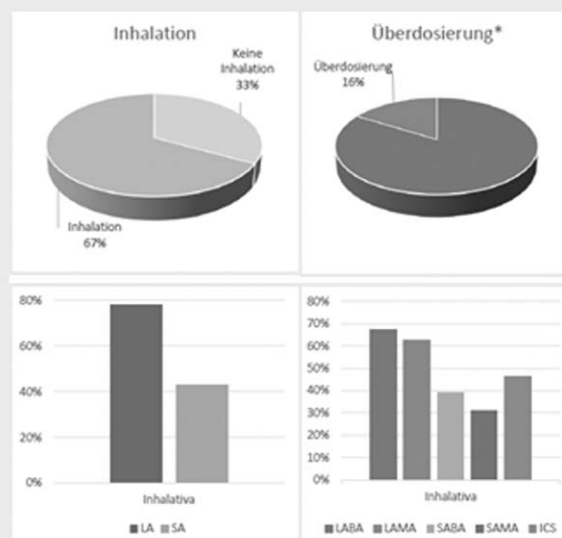 Inhalation
Keine
Inhalation
33%
Inhalation
67%
Überdosierung*
Überdosierung
16%
80%
60%
40%
20%
0%
Inhalativa
LA SA
80%
70%
60%
50%
40%
30%
20%
10%
0%
Inhalativa
LABA LAMA SABA SAMA ICS